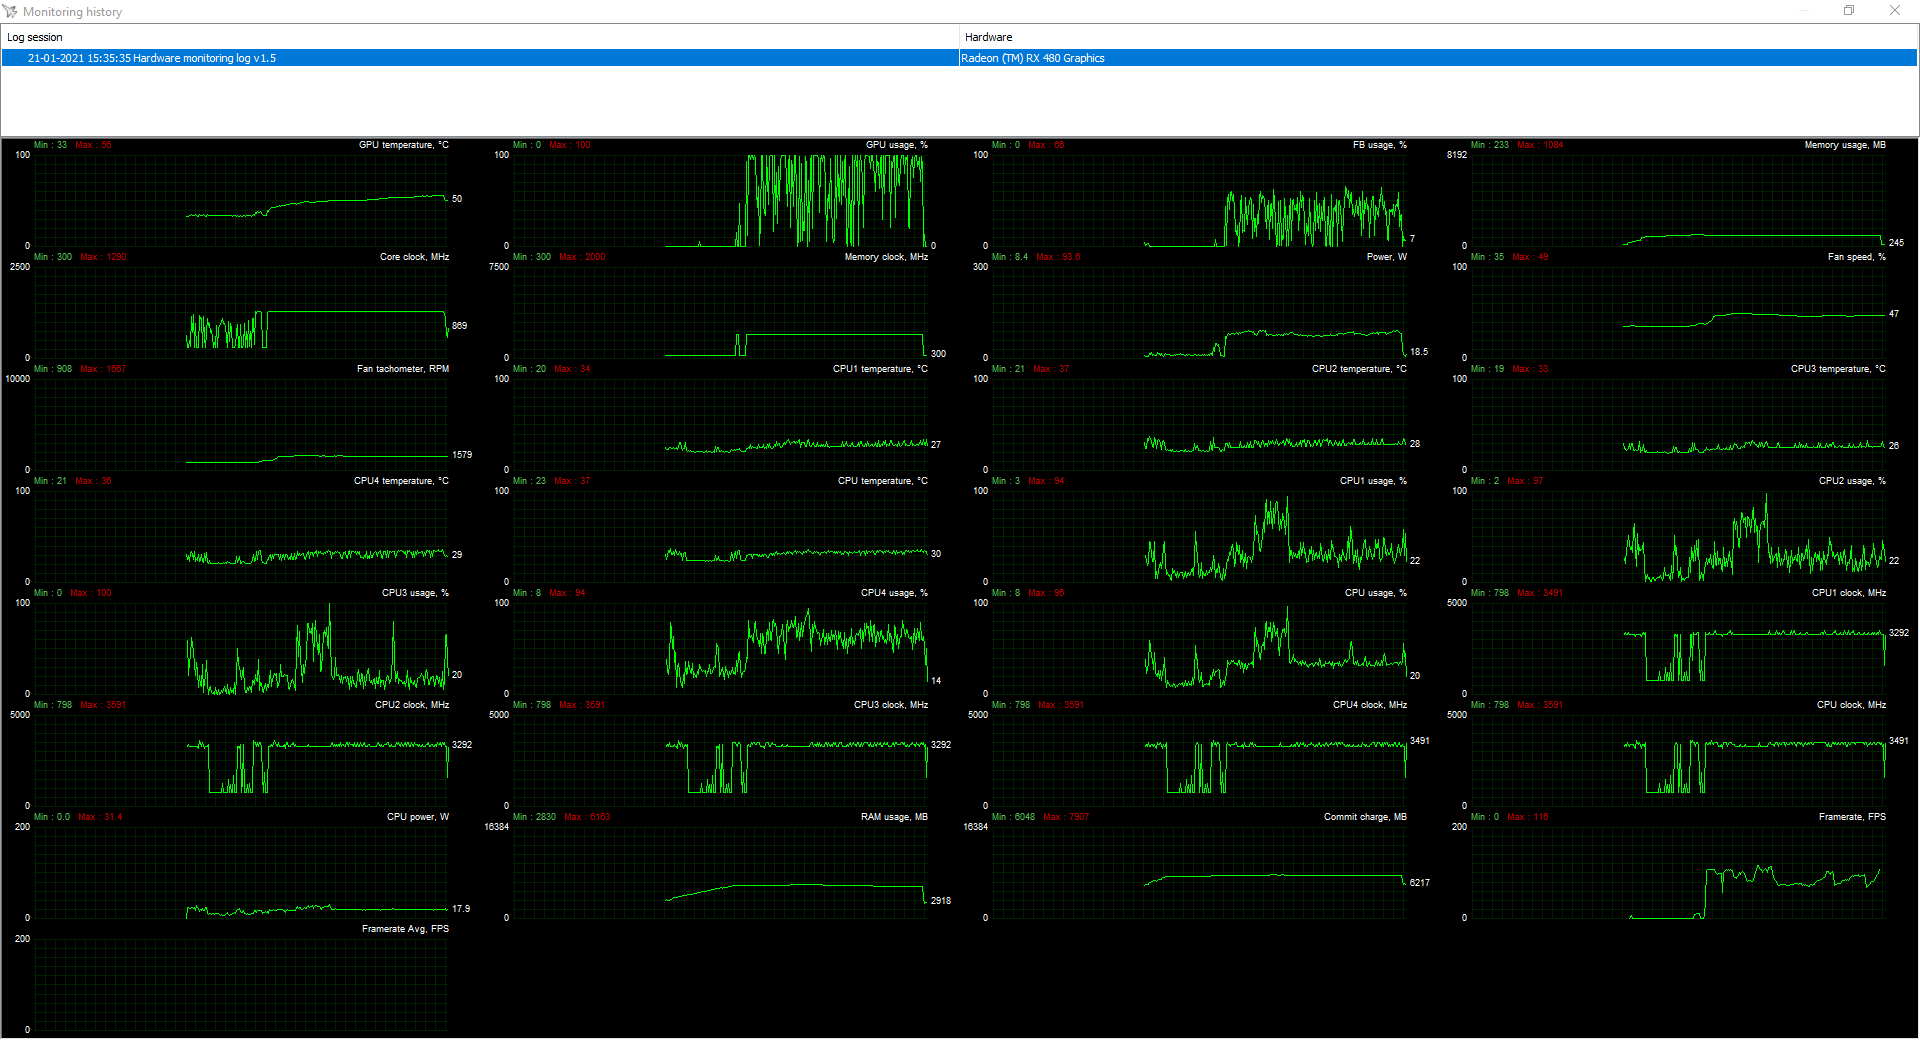 Monitoring history
Log session Hardware
21-01-2021 15:35:35 Hardware monitoring log v1.5 Radeon (TM) RX 480 Graphics
Min : 33 Max : 56 GPU temperature, °C
100
50
0
Min : 0 Max : 100 GPU usage, %
100
0
0
Min : 0 Max : 66 FB usage, %
100
7
0
Min : 233 Max : 1084 Memory usage, MB
8192
245
0
Min : 300 Max : 1290 Core clock, MHz
2500
869
0
Min : 300 Max : 2000 Memory clock, MHz
7500
300
0
Min : 8.4 Max : 93.6 Power, W
300
18.5
0
Min : 35 Max : 49 Fan speed, %
100
47
0
Min : 908 Max : 1667 Fan tachometer, RPM
10000
1579
0
Min : 20 Max : 34 CPU1 temperature, °C
100
27
0
Min : 21 Max : 37 CPU2 temperature, °C
100
28
0
Min : 19 Max : 33 CPU3 temperature, °C
100
26
0
Min : 21 Max : 36 CPU4 temperature, °C
100
29
0
Min : 23 Max : 37 CPU temperature, °C
100
30
0
Min : 3 Max : 94 CPU1 usage, %
100
22
0
Min : 2 Max : 97 CPU2 usage, %
100
22
0
Min : 0 Max : 100 CPU3 usage, %
100
20
0
Min : 8 Max : 94 CPU4 usage, %
100
14
0
Min : 8 Max : 96 CPU usage, %
100
20
0
Min : 798 Max : 3491 CPU1 clock, MHz
5000
3292
0
Min : 798 Max : 3691 CPU2 clock, MHz
5000
3292
0
Min : 798 Max : 3591 CPU3 clock, MHz
5000
3292
0
Min : 798 Max : 3691 CPU4 clock, MHz
5000
3491
0
Min : 798 Max : 3591 CPU clock, MHz
5000
3491
0
Min : 0.0 Max : 31.4 CPU power, W
200
17.9
0
Min : 2830 Max : 6166 RAM usage, MB
16384
2918
0
Min : 6048 Max : 7907 Commit charge, MB
16384
6217
0
Min : 0 Max : 116 Framerate, FPS
200
0
Framerate Avg, FPS
200
0